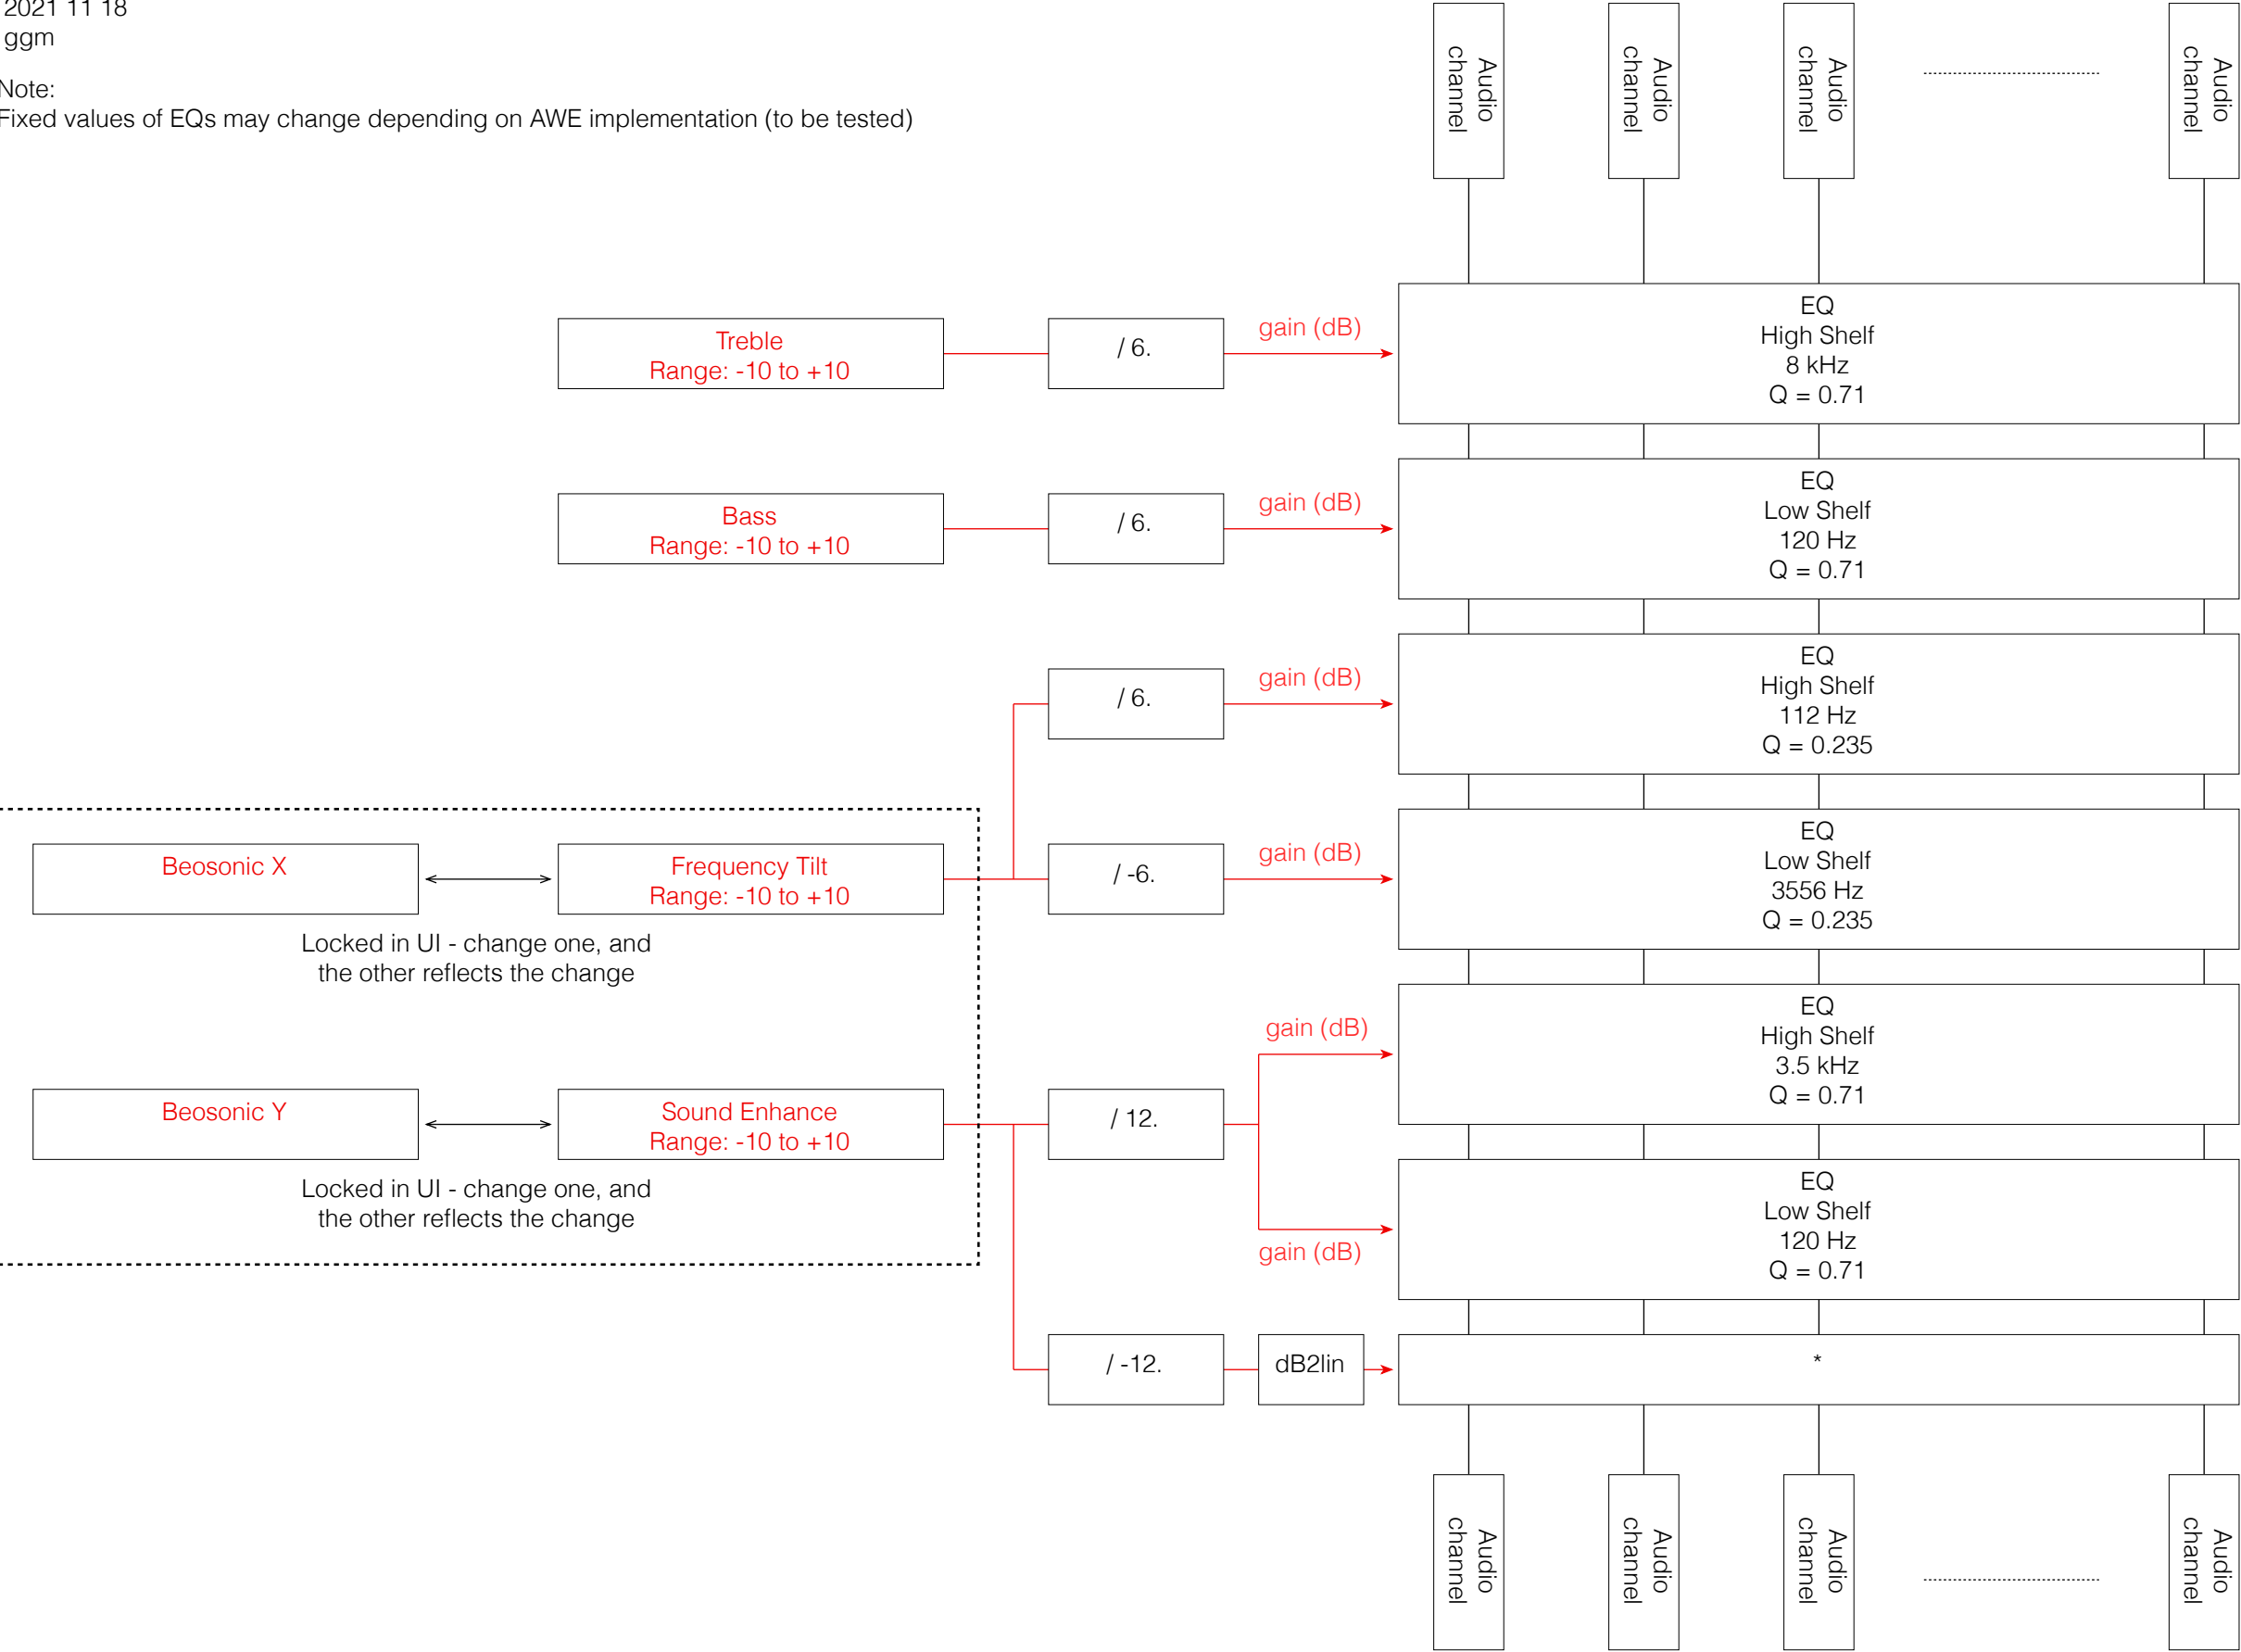 2021 11 18
ggm
Note:
Fixed values of EQs may change depending on AWE implementation (to be tested)
Audio
channel
Audio
channel
Audio
channel
Audio
channel
Treble
Range: -10 to +10
/ 6.
gain (dB)
EQ
High Shelf
8 kHz
Q = 0.71
Bass
Range: -10 to +10
/ 6.
gain (dB)
EQ
Low Shelf
120 Hz
Q = 0.71
/ 6.
gain (dB)
EQ
High Shelf
112 Hz
Q = 0.235
Beosonic X
Frequency Tilt
Range: -10 to +10
Locked in UI - change one, and
the other reflects the change
/ -6.
gain (dB)
EQ
Low Shelf
3556 Hz
Q = 0.235
Beosonic Y
Sound Enhance
Range: -10 to +10
Locked in UI - change one, and
the other reflects the change
/ 12.
gain (dB)
EQ
High Shelf
3.5 kHz
Q = 0.71
gain (dB)
EQ
Low Shelf
120 Hz
Q = 0.71
/ -12.
dB2lin
*
Audio
channel
Audio
channel
Audio
channel
Audio
channel